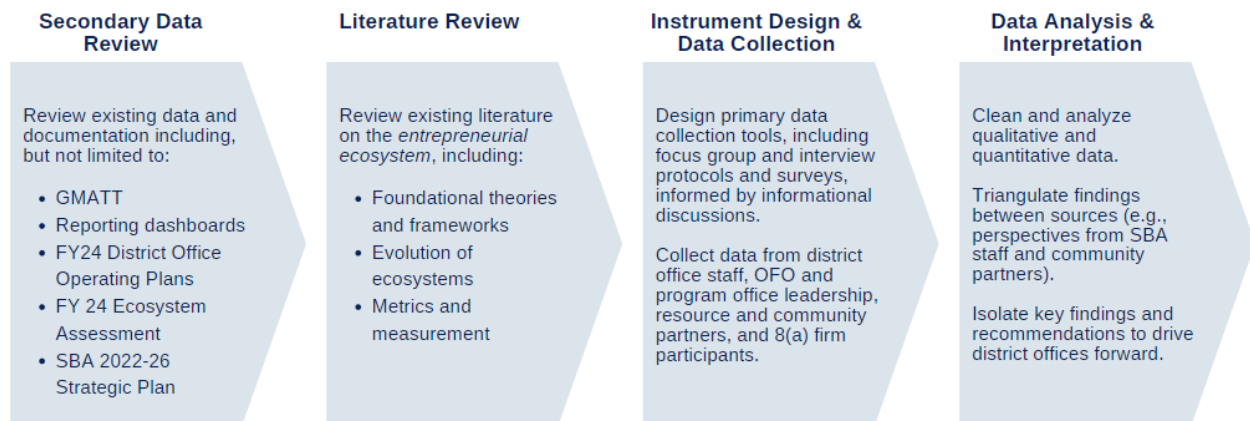 Secondary Data
Review
Review existing data and
documentation including,
but not limited to:
• GMATT
• Reporting dashboards
• FY24 District Office
Operating Plans
• FY 24 Ecosystem
Assessment
• SBA 2022-26
Strategic Plan
Literature Review
Review existing literature
on the entrepreneurial
ecosystem, including:
• Foundational theories
and frameworks
• Evolution of
ecosystems
• Metrics and
measurement
Instrument Design &
Data Collection
Design primary data
collection tools, including
focus group and interview
protocols and surveys,
informed by informational
discussions.
Collect data from district
office staff, OFO and
program office leadership,
resource and community
partners, and 8(a) firm
participants.
Data Analysis &
Interpretation
Clean and analyze
qualitative and
quantitative data.
Triangulate findings
between sources (e.g.,
perspectives from SBA
staff and community
partners).
Isolate key findings and
recommendations to drive
district offices forward.